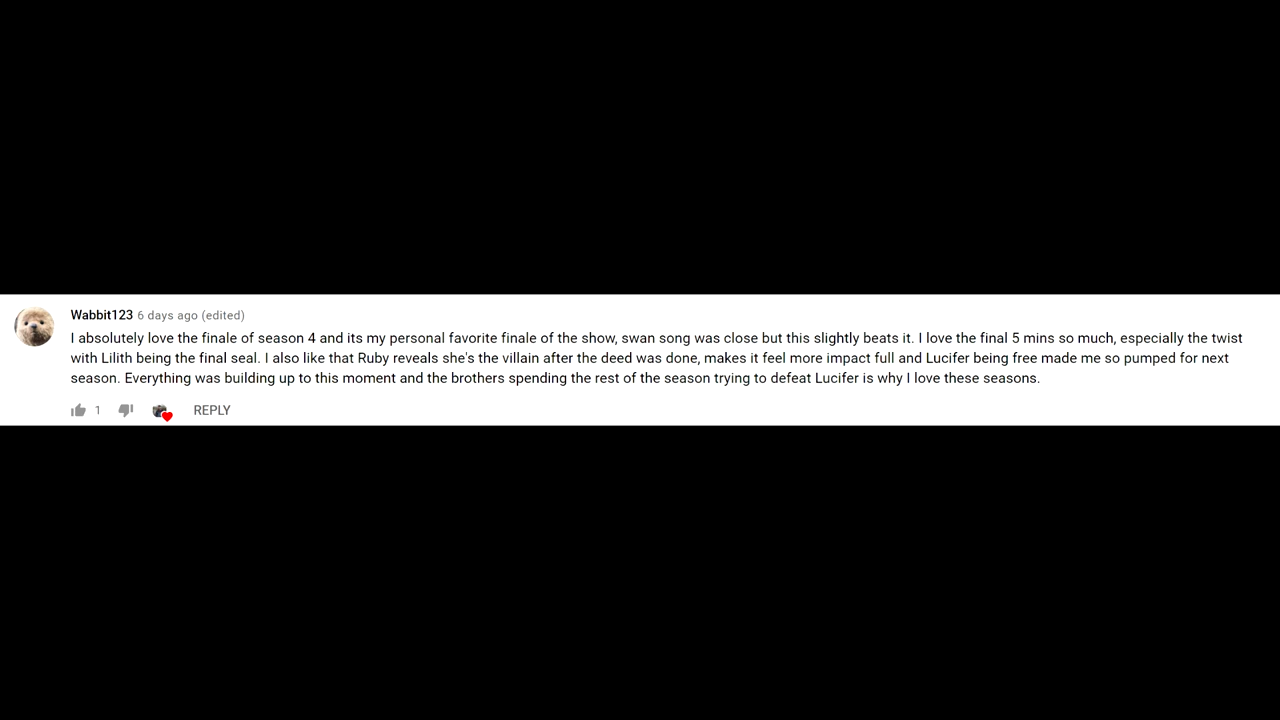 Wabbit123 6 days ago (edited)
I absolutely love the finale of season 4 and its my personal favorite finale of the show, swan song was close but this slightly beats it. I love the final 5 mins so much, especially the twist
with Lilith being the final seal. I also like that Ruby reveals she's the villain after the deed was done, makes it feel more impact full and Lucifer being free made me so pumped for next
season. Everything was building up to this moment and the brothers spending the rest of the season trying to defeat Lucifer is why I love these seasons.
1 REPLY